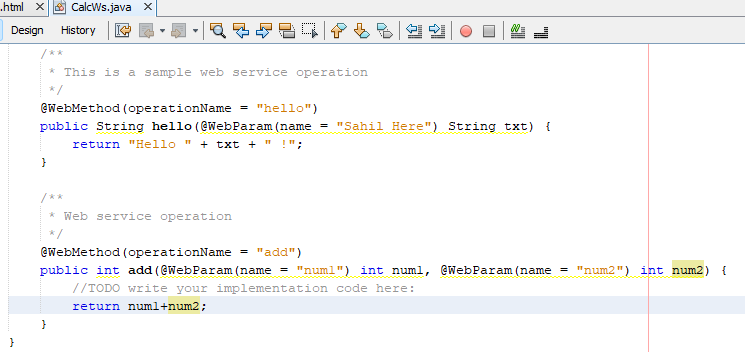 .html CalcWs.java
Design History
/**
* This is a sample web service operation
*/
@WebMethod(operationName = "hello")
public String hello(@WebParam(name = "Sahil Here") String txt) {
return "Hello " + txt + " !";
}
/**
* Web service operation
*/
@WebMethod(operationName = "add")
public int add(@WebParam(name = "num1") int num1, @WebParam(name = "num2") int num2) {
//TODO write your implementation code here:
return num1+num2;
}
}